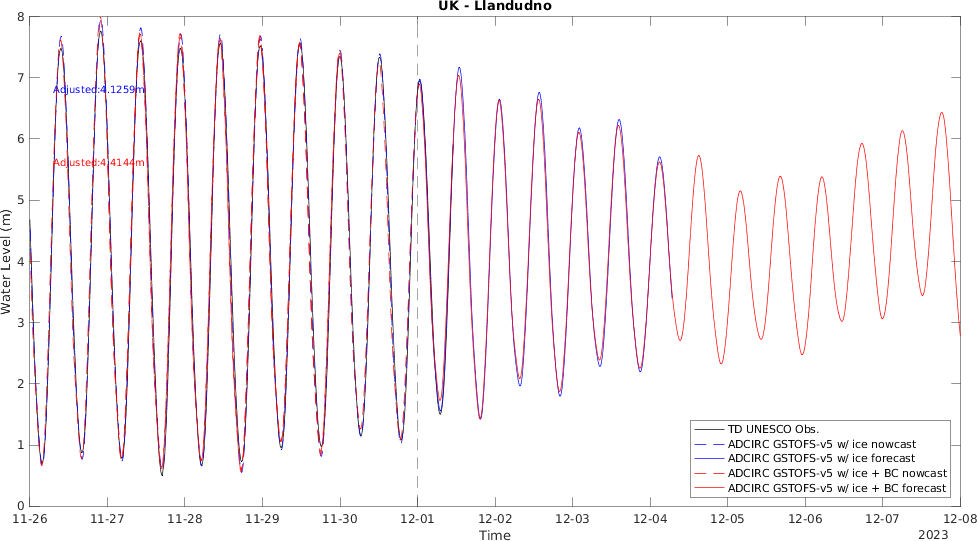 UK - Llandudno
8
7
6
5
4
3
2
1
0
Water Level (m)
Adjusted:4.1259m
Adjusted:4.4144m
TD UNESCO Obs.
ADCIRC GSTOFS-v5 w/ ice nowcast
ADCIRC GSTOFS-v5 w/ ice forecast
ADCIRC GSTOFS-v5 w/ ice + BC nowcast
ADCIRC GSTOFS-v5 w/ ice + BC forecast
11-26 11-27 11-28 11-29 11-30 12-01 12-02 12-03 12-04 12-05 12-06 12-07 12-08
Time
2023